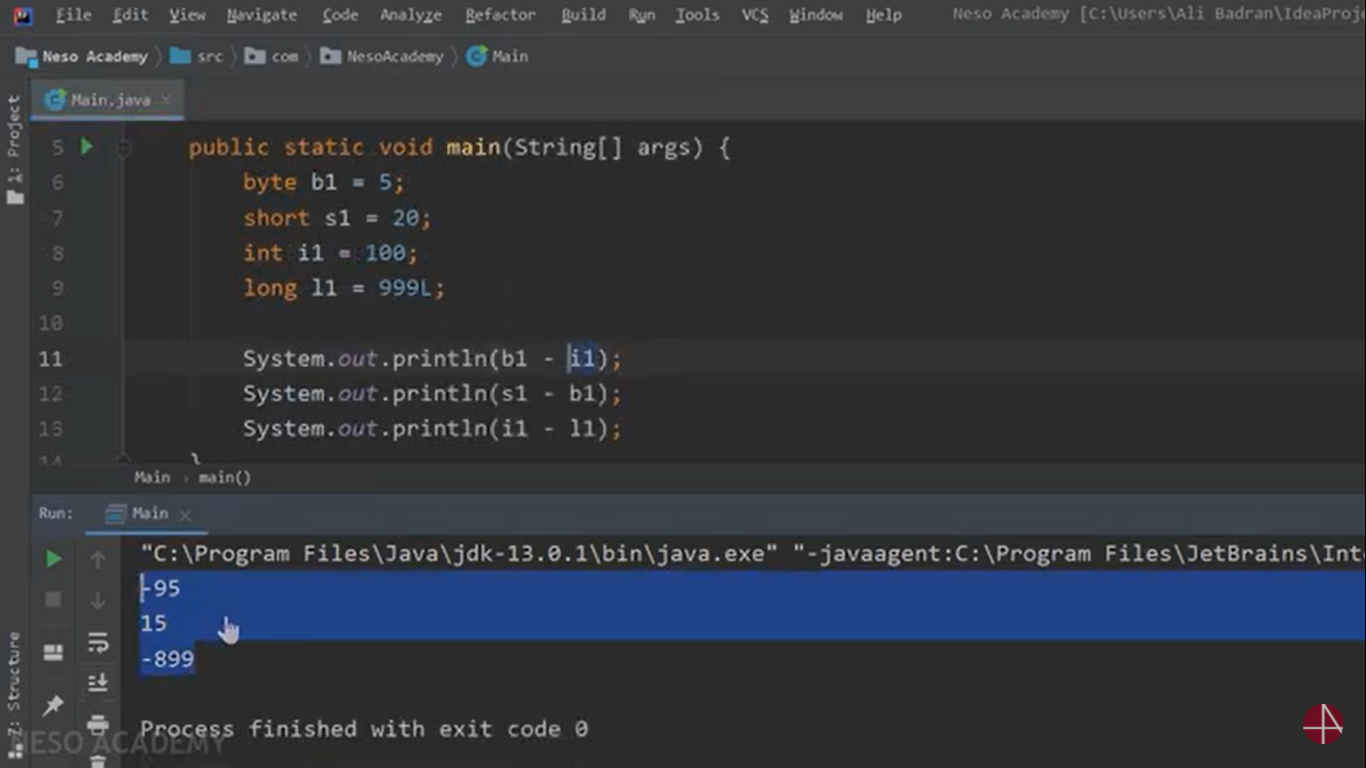 File Edit View Navigate Code Analyze Refactor Build Run Tools VCS Window Help Neso Academy [C:\Users\Ali Badran\IdeaProj
Neso Academy src com NesoAcademy Main
Main.java
1: Project
5 public static void main(String[] args) {
6 byte b1 = 5;
7 short s1 = 20;
8 int i1 = 100;
9 long l1 = 999L;
10
11 System.out.println(b1 - i1);
12 System.out.println(s1 - b1);
13 System.out.println(i1 - l1);
14 }
Main main()
Run: Main
"C:\Program Files\Java\jdk-13.0.1\bin\java.exe" "-javaagent:C:\Program Files\JetBrains\Int
-95
15
-899
Process finished with exit code 0
Z: Structure
NESO ACADEMY